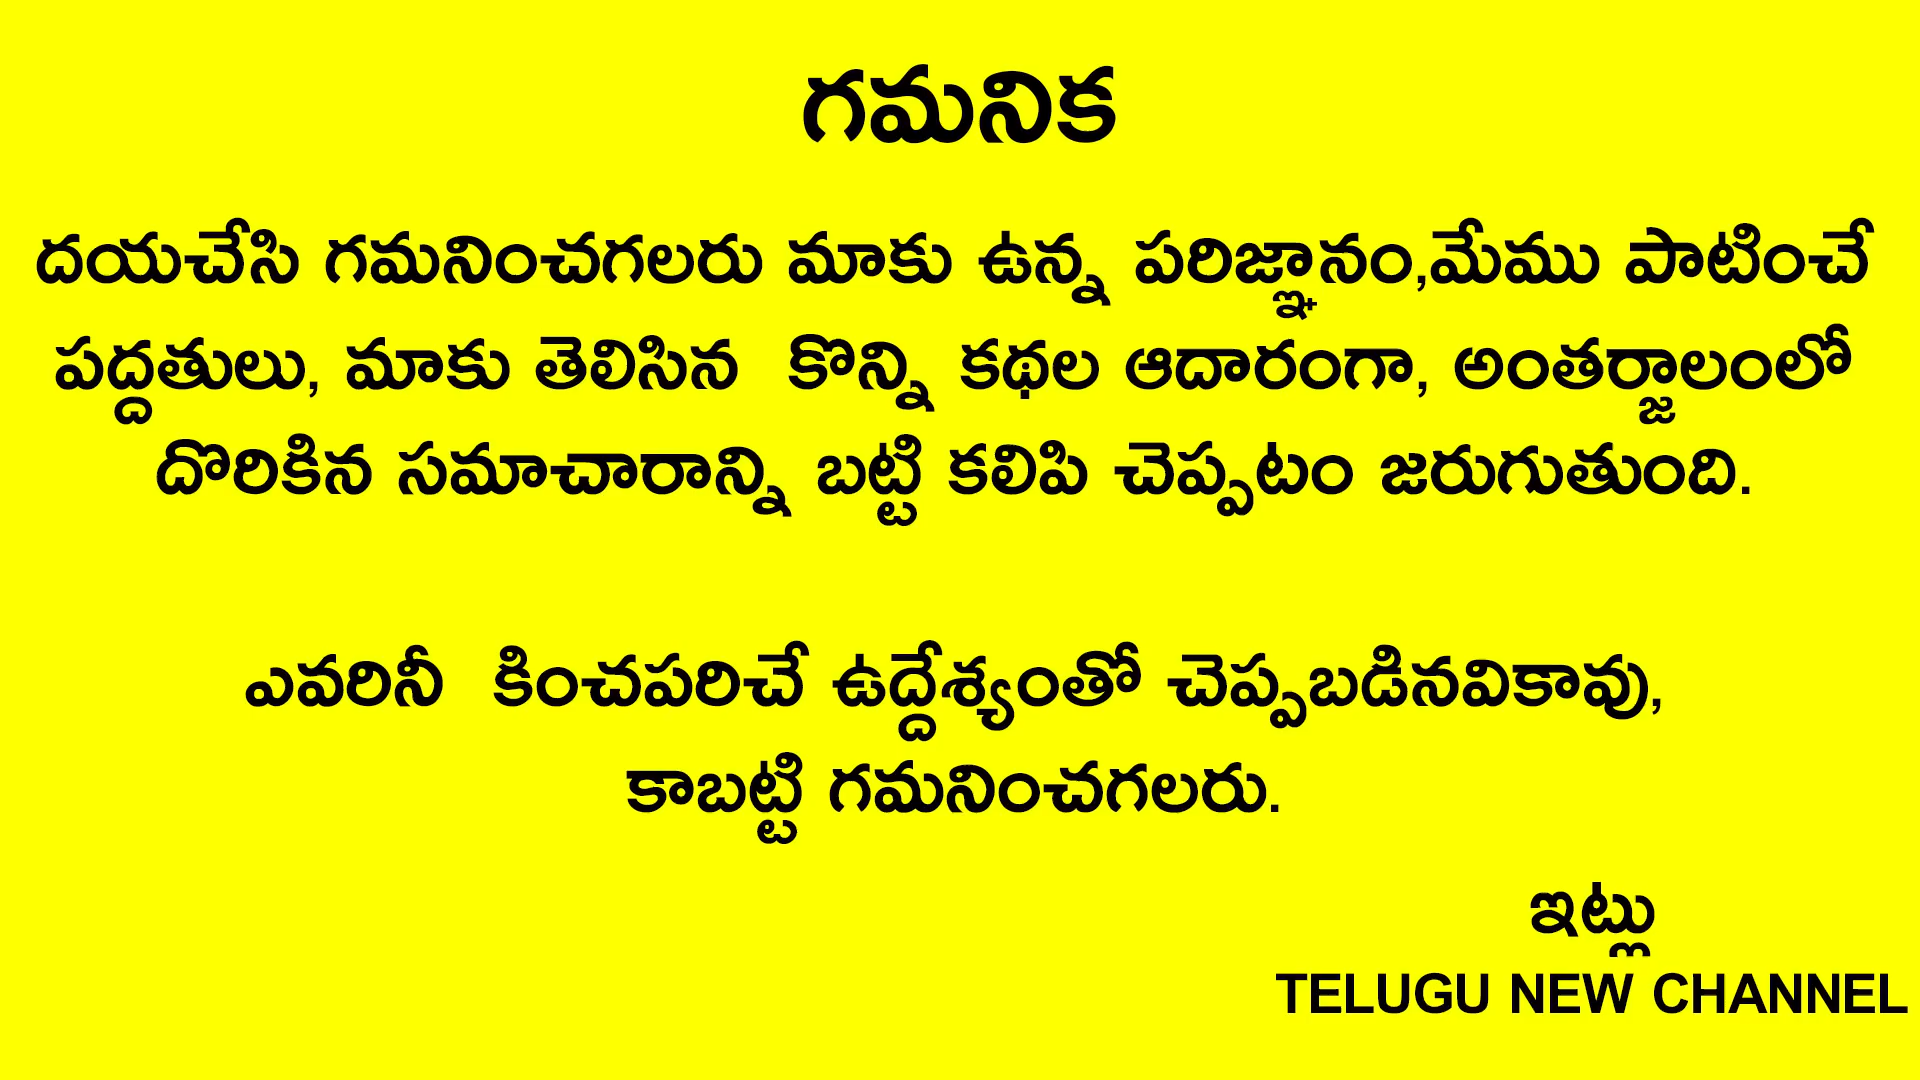 గమనిక
దయచేసి గమనించగలరు మాకు ఉన్న పరిజ్ఞానం,మేము పాటించే
పద్దతులు, మాకు తెలిసిన  కొన్ని కథల ఆదారంగా, అంతర్జాలంలో
దొరికిన సమాచారాన్ని బట్టి కలిపి చెప్పటం జరుగుతుంది.
ఎవరినీ  కించపరిచే ఉద్దేశ్యంతో చెప్పబడినవికావు,
కాబట్టి గమనించగలరు.
ఇట్లు
TELUGU NEW CHANNEL